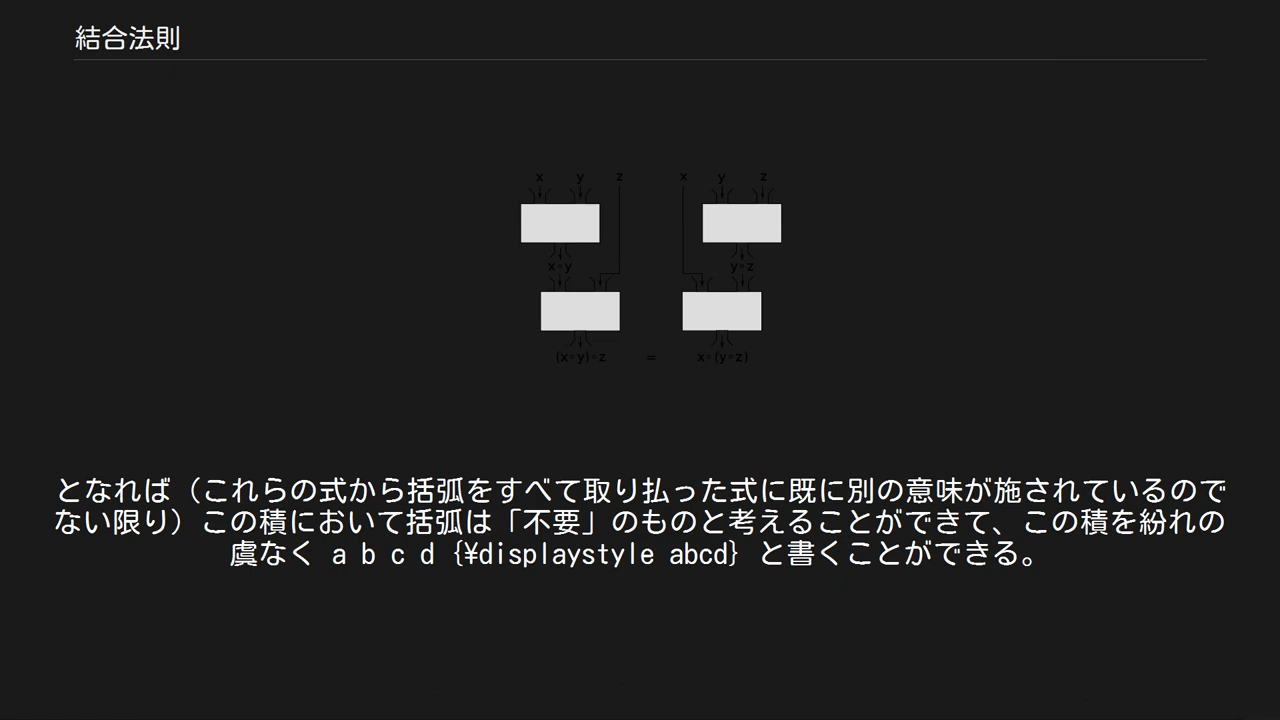 結合法則
x y z x y z
x∘y y∘z
(x∘y)∘z = x∘(y∘z)
となれば（これらの式から括弧をすべて取り払った式に既に別の意味が施されているので
ない限り）この積において括弧は「不要」のものと考えることができて、この積を紛れの
虞なく a b c d {¥displaystyle abcd} と書くことができる。